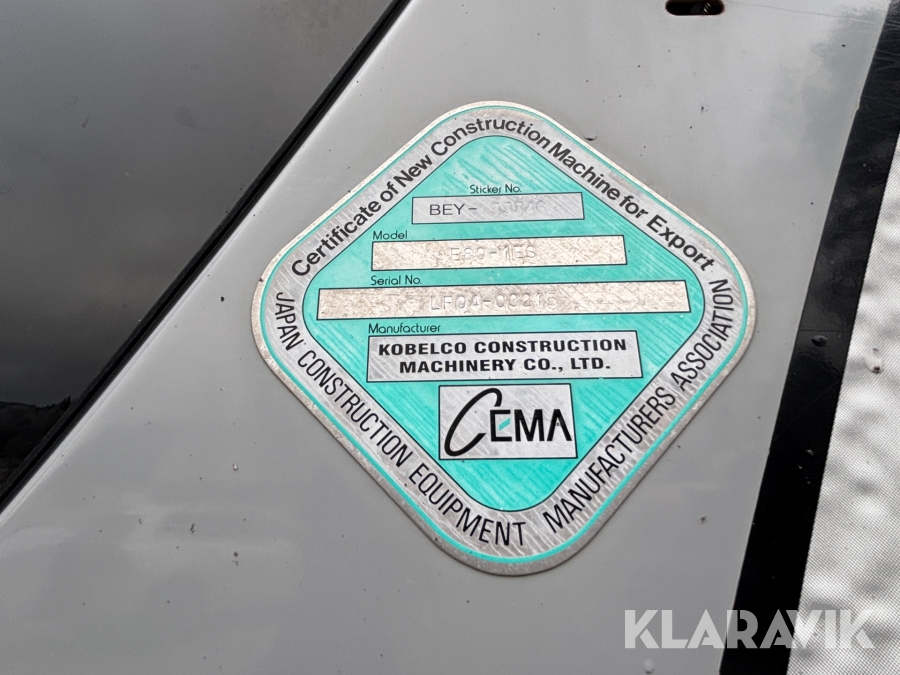 Certificate of New Construction Machine for Export
Sticker No.
BEY-
Model
Serial No.
Manufacturer
KOBELCO CONSTRUCTION
MACHINERY CO., LTD.
CEMA
JAPAN CONSTRUCTION EQUIPMENT MANUFACTURERS ASSOCIATION
KLARAVIK